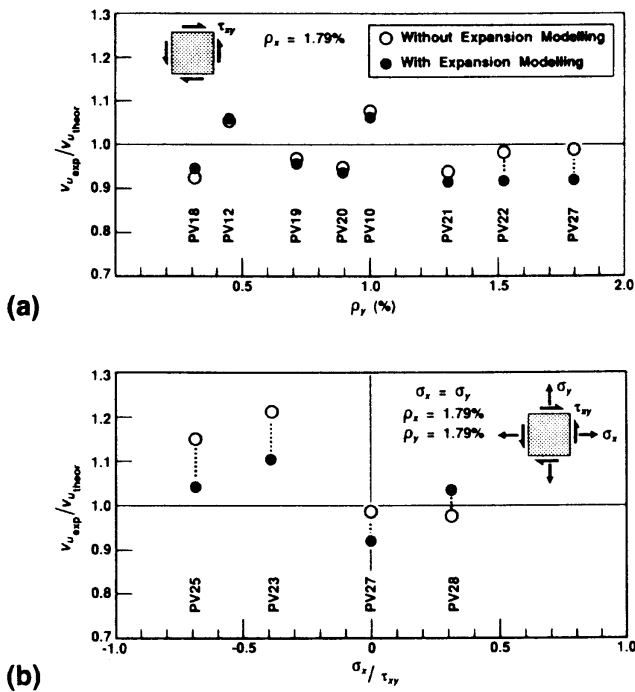 (a)
1.3
1.2
1.1
1.0
0.9
0.8
0.7
v_u_exp / v_u_theor
τxy
ρx = 1.79%
Without Expansion Modelling
With Expansion Modelling
PV18
PV12
PV19
PV20
PV10
PV21
PV22
PV27
0.5
1.0
1.5
2.0
ρy (%)
(b)
1.3
1.2
1.1
1.0
0.9
0.8
0.7
v_u_exp / v_u_theor
σx = σy
ρx = 1.79%
ρy = 1.79%
σy
τxy
σx
PV25
PV23
PV27
PV28
-1.0
-0.5
0
0.5
1.0
σx / τxy